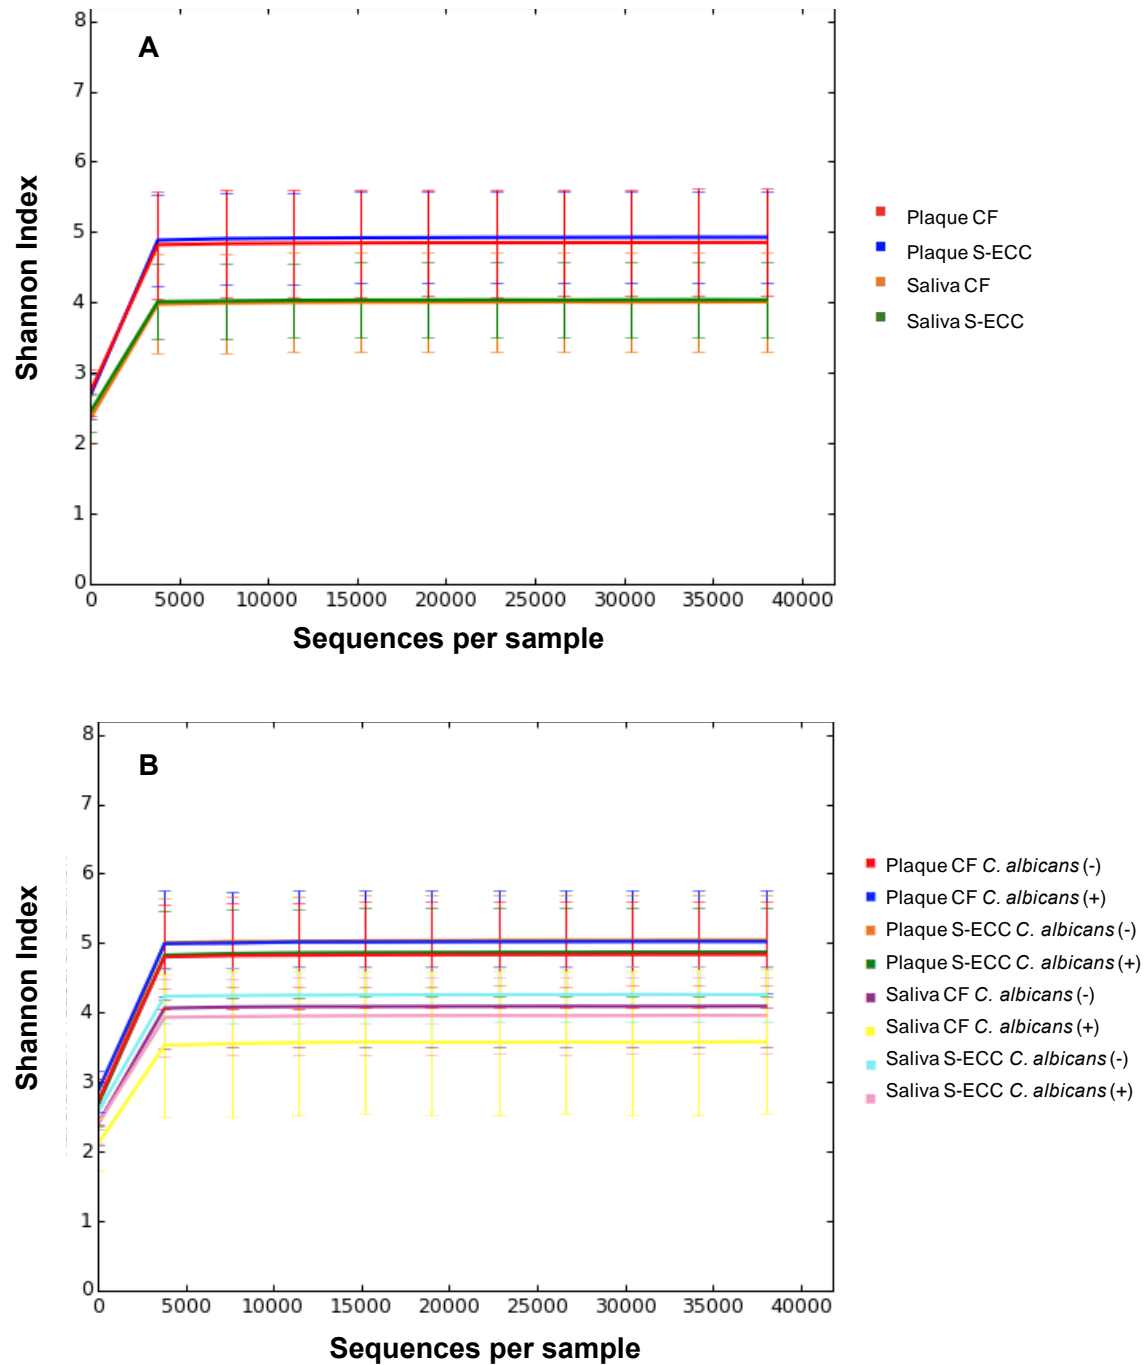 A
8
7
6
5
4
3
2
1
0
Shannon Index
0 5000 10000 15000 20000 25000 30000 35000 40000
Sequences per sample
Plaque CF
Plaque S-ECC
Saliva CF
Saliva S-ECC
B
8
7
6
5
4
3
2
1
0
Shannon Index
0 5000 10000 15000 20000 25000 30000 35000 40000
Sequences per sample
Plaque CF C. albicans (-)
Plaque CF C. albicans (+)
Plaque S-ECC C. albicans (-)
Plaque S-ECC C. albicans (+)
Saliva CF C. albicans (-)
Saliva CF C. albicans (+)
Saliva S-ECC C. albicans (-)
Saliva S-ECC C. albicans (+)